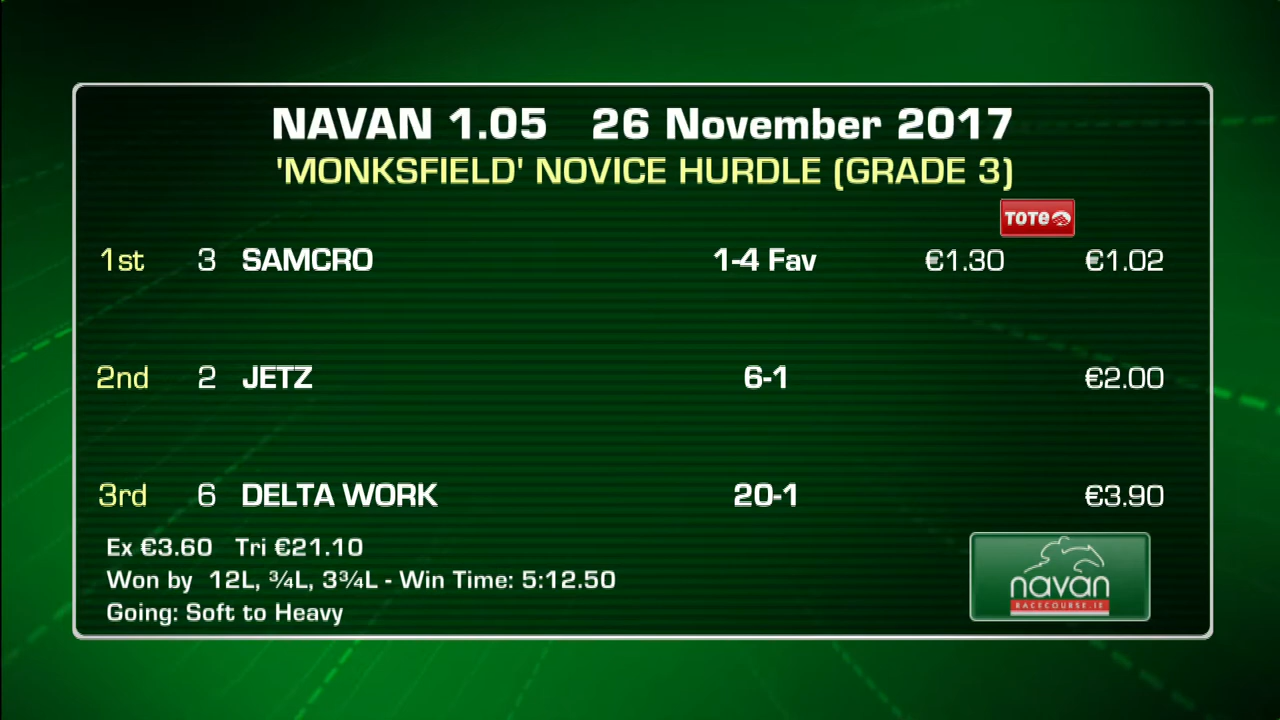 NAVAN 1.05 26 November 2017
'MONKSFIELD' NOVICE HURDLE (GRADE 3)
TOTE
1st 3 SAMCRO 1-4 Fav €1.30 €1.02
2nd 2 JETZ 6-1 €2.00
3rd 6 DELTA WORK 20-1 €3.90
Ex €3.60 Tri €21.10
Won by 12L, ¾L, 3¾L - Win Time: 5:12.50
Going: Soft to Heavy
navan
RACECOURSE.IE